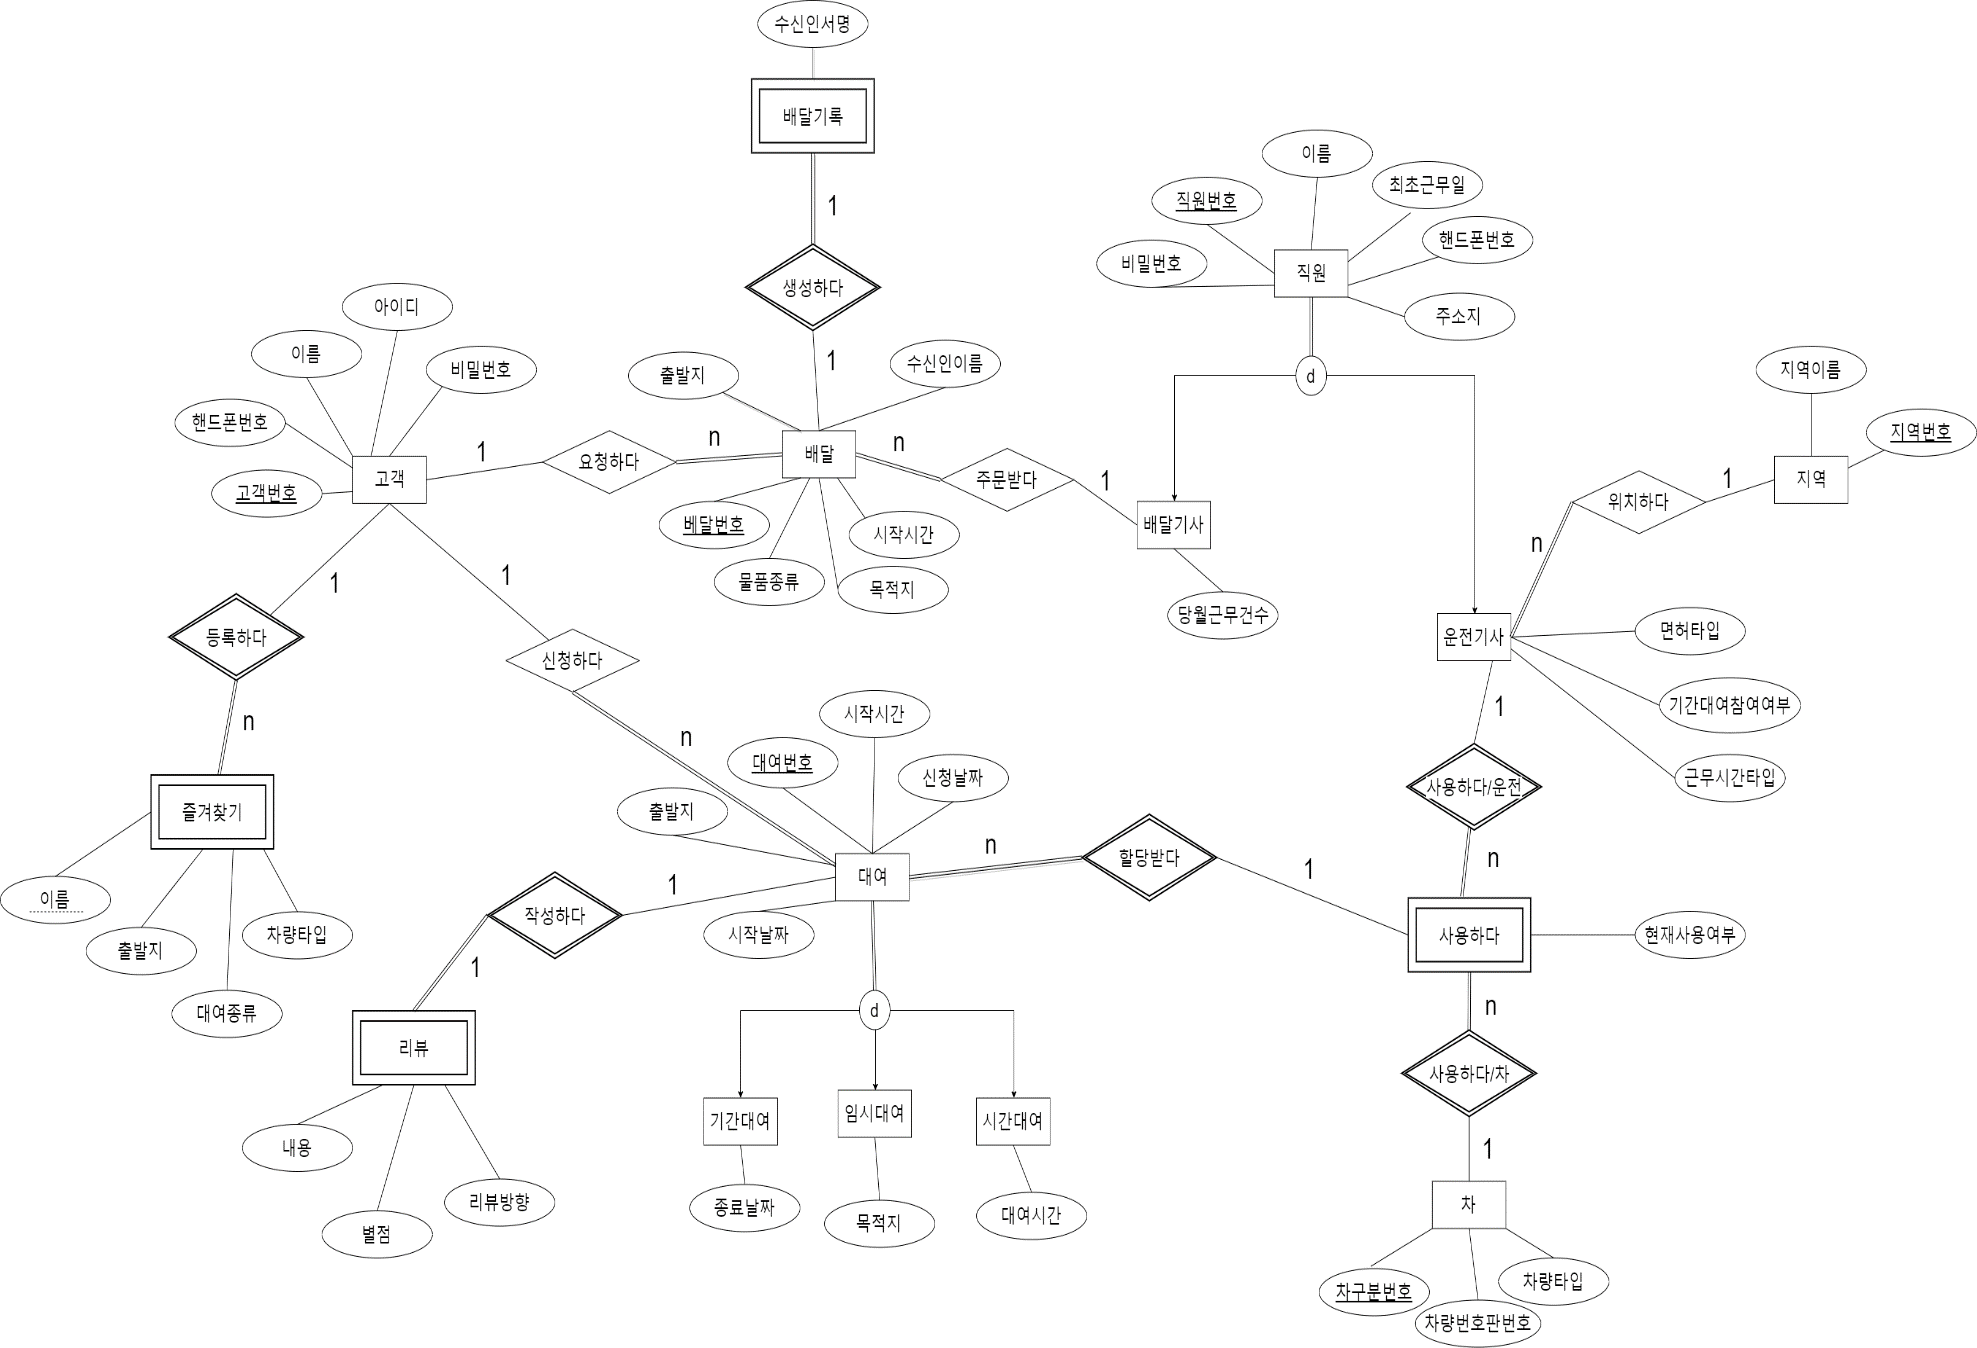 수신인서명
배달기록
1
생성하다
1
이름
최초근무일
직원번호
핸드폰번호
비밀번호
직원
주소지
d
아이디
이름
비밀번호
핸드폰번호
고객번호
고객
1
요청하다
n
출발지
수신인이름
배달
n
주문받다
1
베달번호
시작시간
물품종류
목적지
배달기사
당월근무건수
지역이름
지역번호
지역
1
위치하다
n
운전기사
면허타입
기간대여참여여부
근무시간타입
1
등록하다
n
즐겨찾기
이름
출발지
차량타입
대여종류
1
신청하다
n
시작시간
대여번호
신청날짜
출발지
대여
시작날짜
n
할당받다
1
1
사용하다/운전
n
사용하다
현재사용여부
n
사용하다/차
1
차
차구분번호
차량타입
차량번호판번호
1
작성하다
1
리뷰
내용
별점
리뷰방향
d
기간대여
임시대여
시간대여
종료날짜
목적지
대여시간